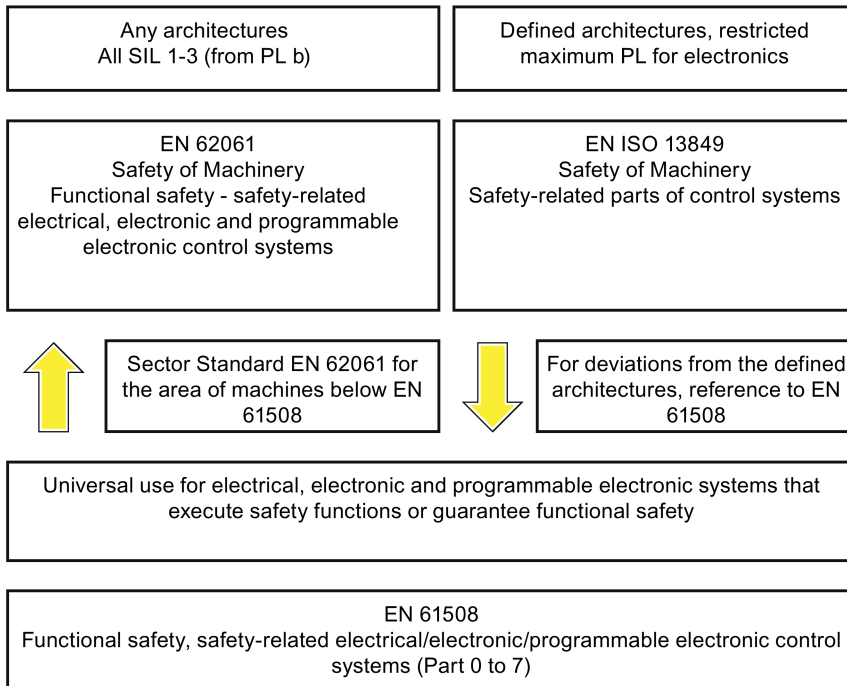 Any architectures
All SIL 1-3 (from PL b)
Defined architectures, restricted
maximum PL for electronics
EN 62061
Safety of Machinery
Functional safety - safety-related
electrical, electronic and programmable
electronic control systems
EN ISO 13849
Safety of Machinery
Safety-related parts of control systems
Sector Standard EN 62061 for
the area of machines below EN
61508
For deviations from the defined
architectures, reference to EN
61508
Universal use for electrical, electronic and programmable electronic systems that
execute safety functions or guarantee functional safety
EN 61508
Functional safety, safety-related electrical/electronic/programmable electronic control
systems (Part 0 to 7)